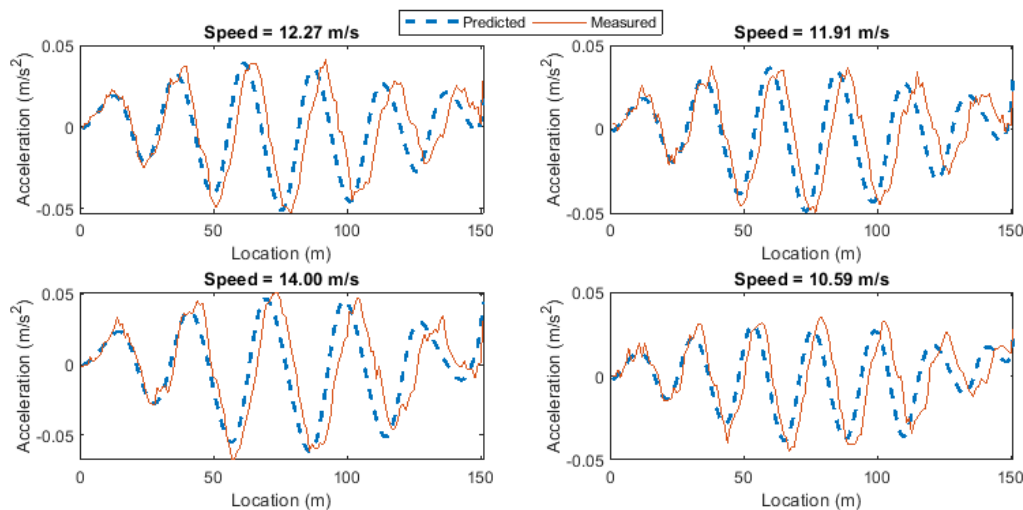 Predicted Measured
Speed = 12.27 m/s
Acceleration (m/s²)
0.05
0
-0.05
0 50 100 150
Location (m)
Speed = 11.91 m/s
Acceleration (m/s²)
0.05
0
-0.05
0 50 100 150
Location (m)
Speed = 14.00 m/s
Acceleration (m/s²)
0.05
0
-0.05
0 50 100 150
Location (m)
Speed = 10.59 m/s
Acceleration (m/s²)
0.05
0
-0.05
0 50 100 150
Location (m)